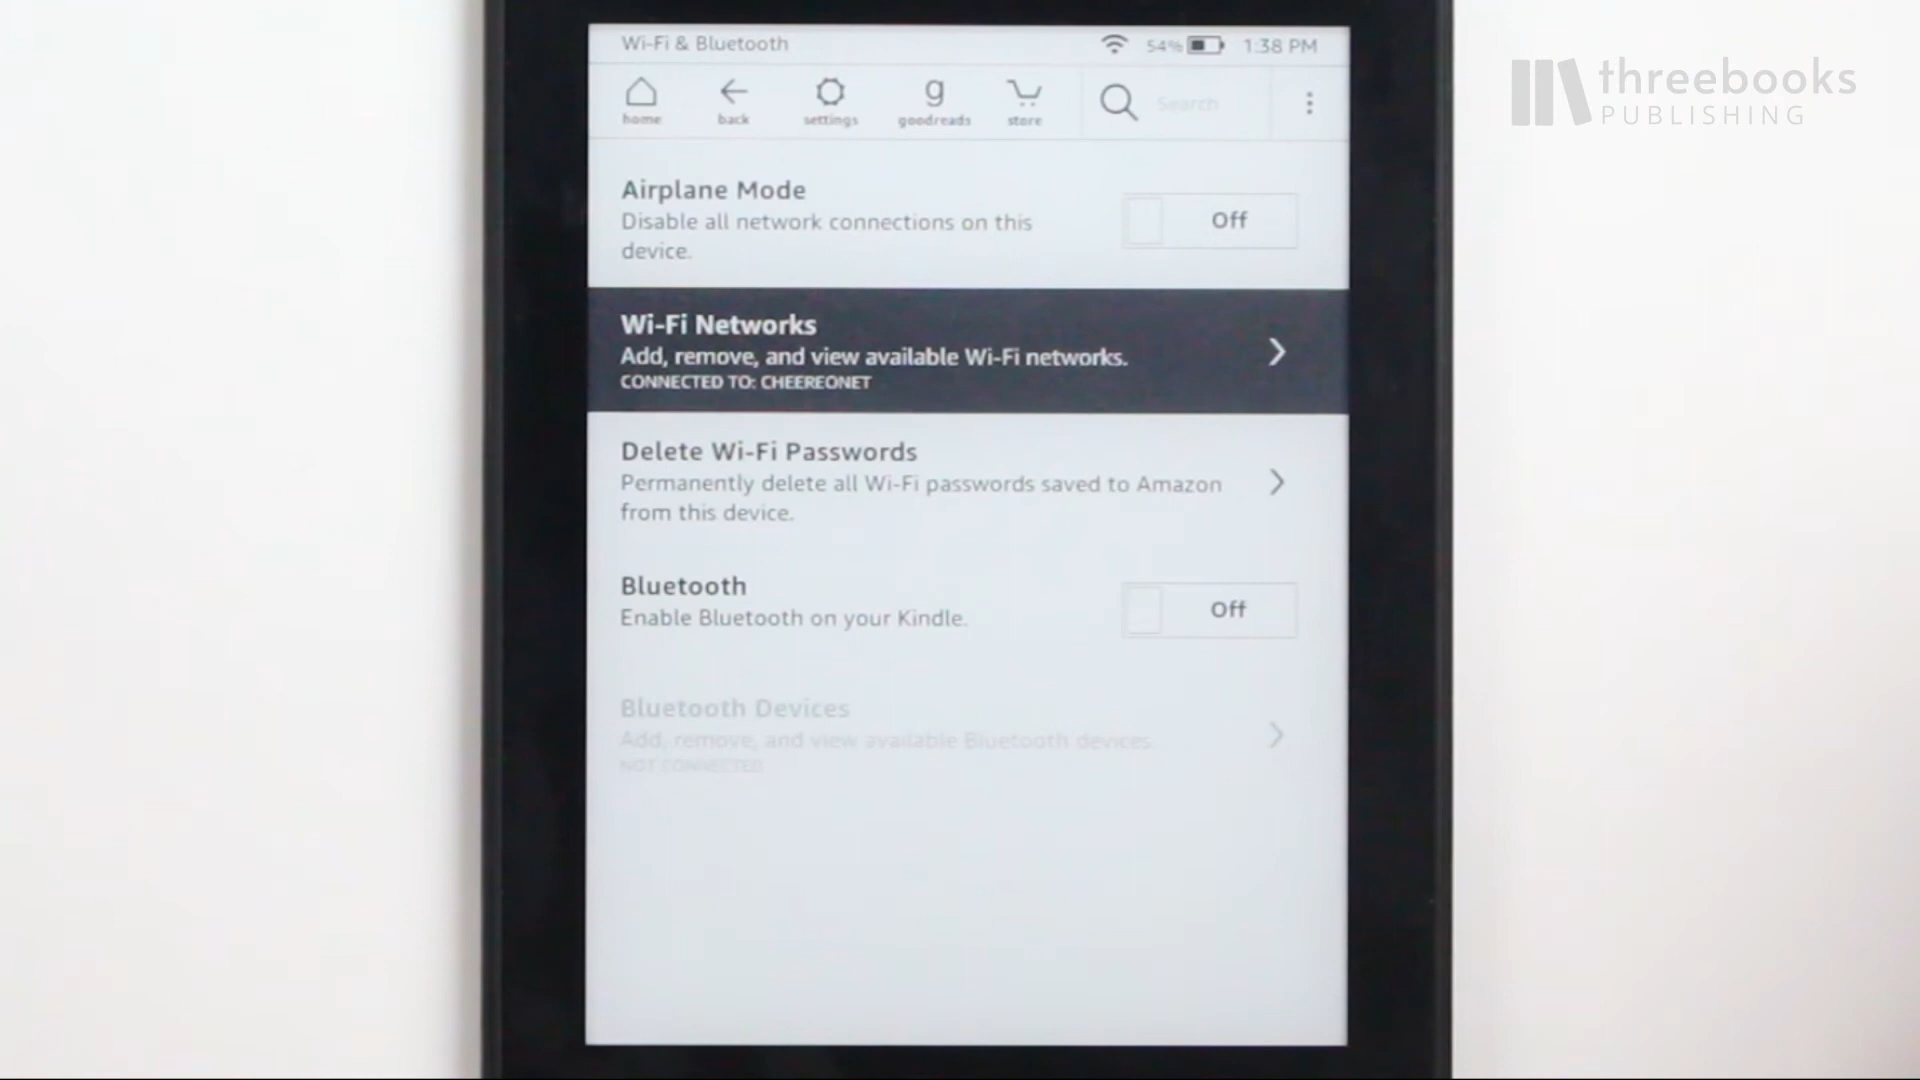 Wi-Fi & Bluetooth 54% 1:38 PM
threebooks
PUBLISHING
home back settings goodreads store Search
Airplane Mode
Disable all network connections on this
device.
Off
Wi-Fi Networks
Add, remove, and view available Wi-Fi networks.
CONNECTED TO: CHEEREONET
Delete Wi-Fi Passwords
Permanently delete all Wi-Fi passwords saved to Amazon
from this device.
Bluetooth
Enable Bluetooth on your Kindle.
Off
Bluetooth Devices
Add, remove, and view available Bluetooth devices.
NOT CONNECTED